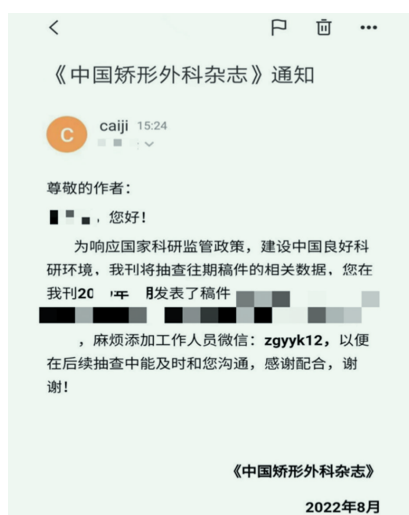 《中国矫形外科杂志》通知
C
caiji 15:24
尊敬的作者：
，您好！
为响应国家科研监管政策，建设中国良好科
研环境，我刊将抽查往期稿件的相关数据，您在
我刊20 发表了稿件
，麻烦添加工作人员微信：zgyyk12，以便
在后续抽查中能及时和您沟通，感谢配合，谢
谢！
《中国矫形外科杂志》
2022年8月